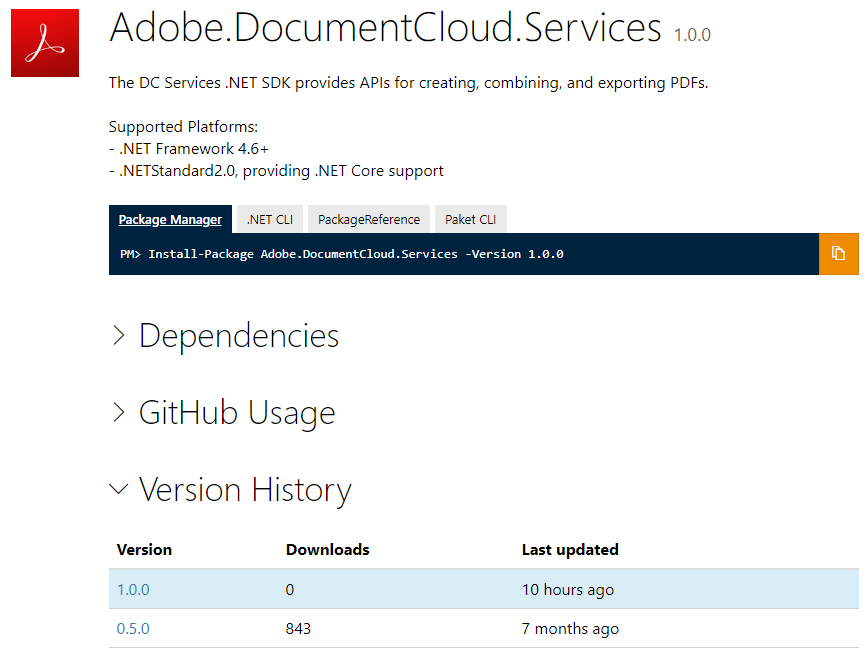 Adobe.DocumentCloud.Services 1.0.0
The DC Services .NET SDK provides APIs for creating, combining, and exporting PDFs.
Supported Platforms:
- .NET Framework 4.6+
- .NETStandard2.0, providing .NET Core support
Package Manager .NET CLI PackageReference Paket CLI
PM> Install-Package Adobe.DocumentCloud.Services -Version 1.0.0
Dependencies
GitHub Usage
Version History
Version Downloads Last updated
1.0.0 0 10 hours ago
0.5.0 843 7 months ago